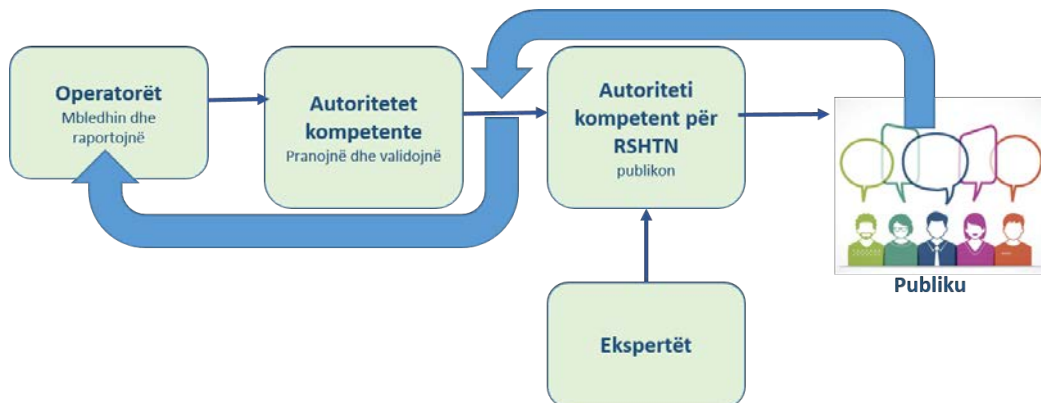 Operatorët
Mbledhin dhe
raportojnë
Autoritetet
kompetente
Pranojnë dhe validojnë
Autoriteti
kompetent për
RSHTN
publikon
Publiku
Ekspertët